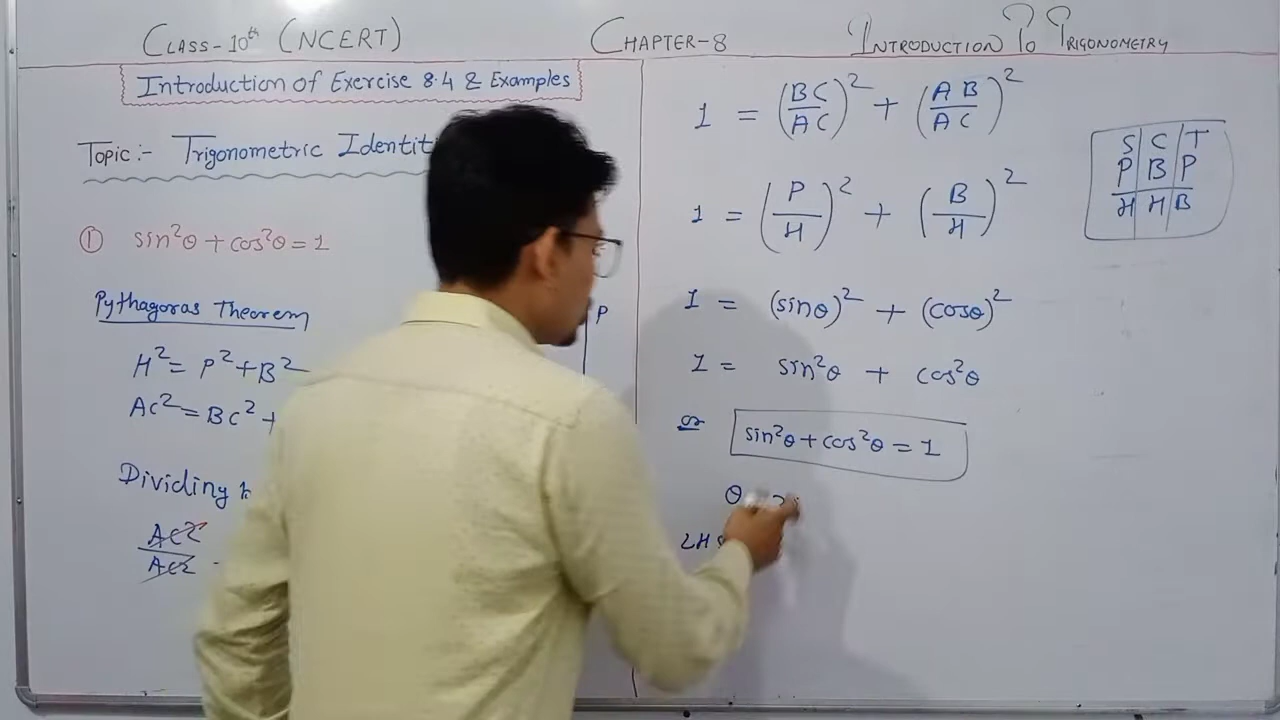 CLASS-10th (NCERT) CHAPTER-8 INTRODUCTION TO TRIGONOMETRY
Introduction of Exercise 8.4 & Examples
Topic:- Trigonometric
① sin²θ + cos²θ = 1
Pythagoras Theorem
H² = P² + B²
AC² = BC² +
Dividing
AC²
AC²
P
1 = (BC/AC)² + (AB/AC)²
1 = (P/H)² + (B/H)²
1 = (sinθ)² + (cosθ)²
1 = sin²θ + cos²θ
or sin²θ + cos²θ = 1
θ
LHS
S C T
P B P
H H B